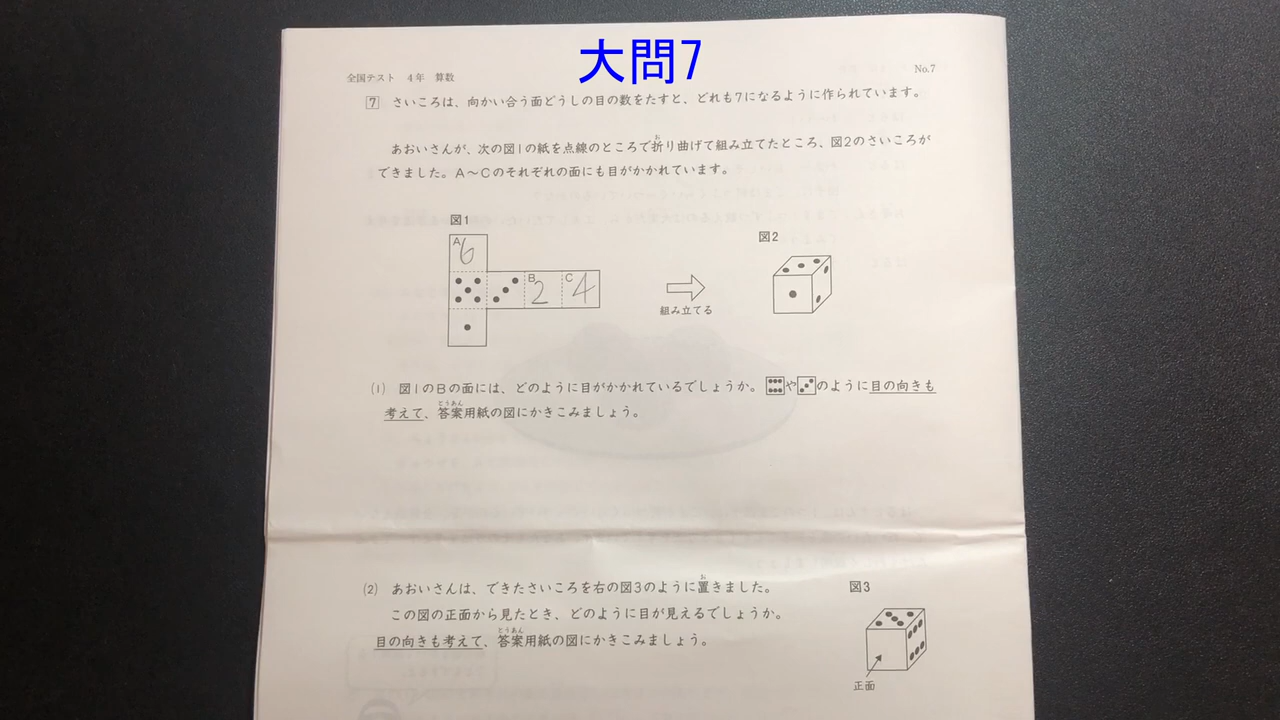 大問7
全国テスト 4年 算数
No.7
7 さいころは、向かい合う面どうしの目の数をたすと、どれも7になるように作られています。
お
あおいさんが、次の図1の紙を点線のところで折り曲げて組み立てたところ、図2のさいころが
できました。A～Cのそれぞれの面にも目がかかれています。
図1
図2
A 6
B 2
C 4
組み立てる
(1) 図1のBの面には、どのように目がかかれているでしょうか。 や のように目の向きも
とうあん
考えて、答案用紙の図にかきこみましょう。
お
(2) あおいさんは、できたさいころを右の図3のように置きました。
図3
この図の正面から見たとき、どのように目が見えるでしょうか。
とうあん
目の向きも考えて、答案用紙の図にかきこみましょう。
正面